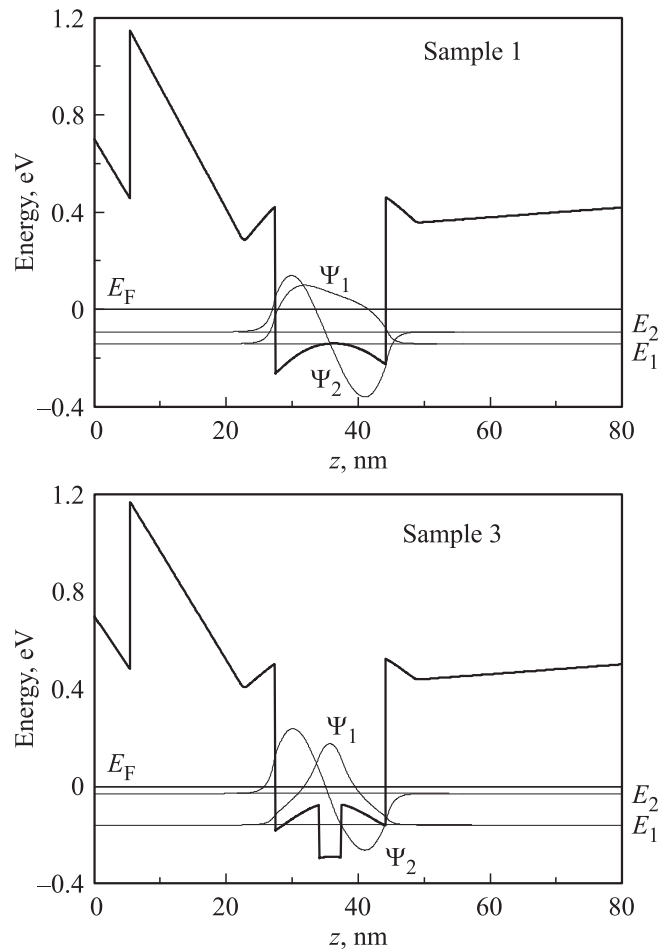 1.2
Sample 1
0.8
Energy, eV
0.4
Ψ1
EF
0
E2
E1
Ψ2
–0.4
0 20 40 60 80
z, nm
1.2
Sample 3
0.8
Energy, eV
0.4
Ψ1
EF
0
E2
E1
Ψ2
–0.4
0 20 40 60 80
z, nm